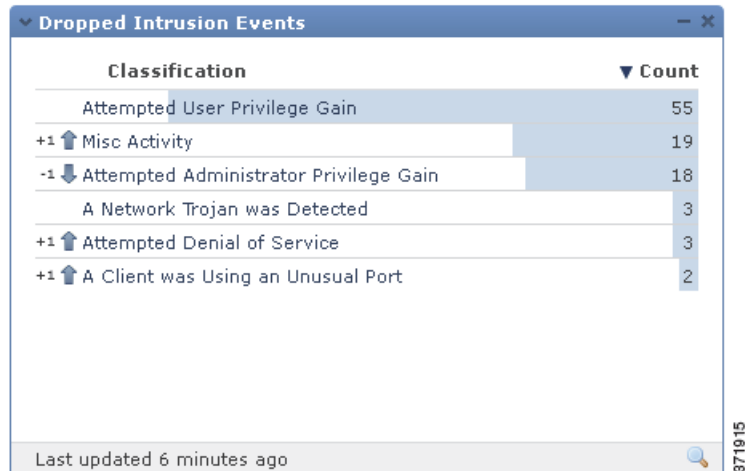 Dropped Intrusion Events
Classification Count
Attempted User Privilege Gain 55
+1 Misc Activity 19
-1 Attempted Administrator Privilege Gain 18
A Network Trojan was Detected 3
+1 Attempted Denial of Service 3
+1 A Client was Using an Unusual Port 2
Last updated 6 minutes ago
371915